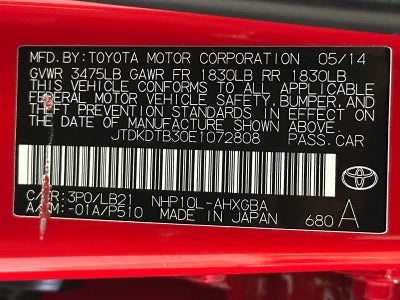 MFD.BY:TOYOTA MOTOR CORPORATION 05/14
GVWR 3475LB GAWR FR 1830LB RR 1830LB
THIS VEHICLE CONFORMS TO ALL APPLICABLE
FEDERAL MOTOR VEHICLE SAFETY,BUMPER,AND
THEFT PREVENTION STANDARDS IN EFFECT ON
THE DATE OF MANUFACTURE SHOWN ABOVE.
JTDKDTB30E1072808 PASS.CAR
C/TR:3P0/LB21 NHP10L-AHXGBA
A/TM:-01A/P510 MADE IN JAPAN 680 A
TOYOTA